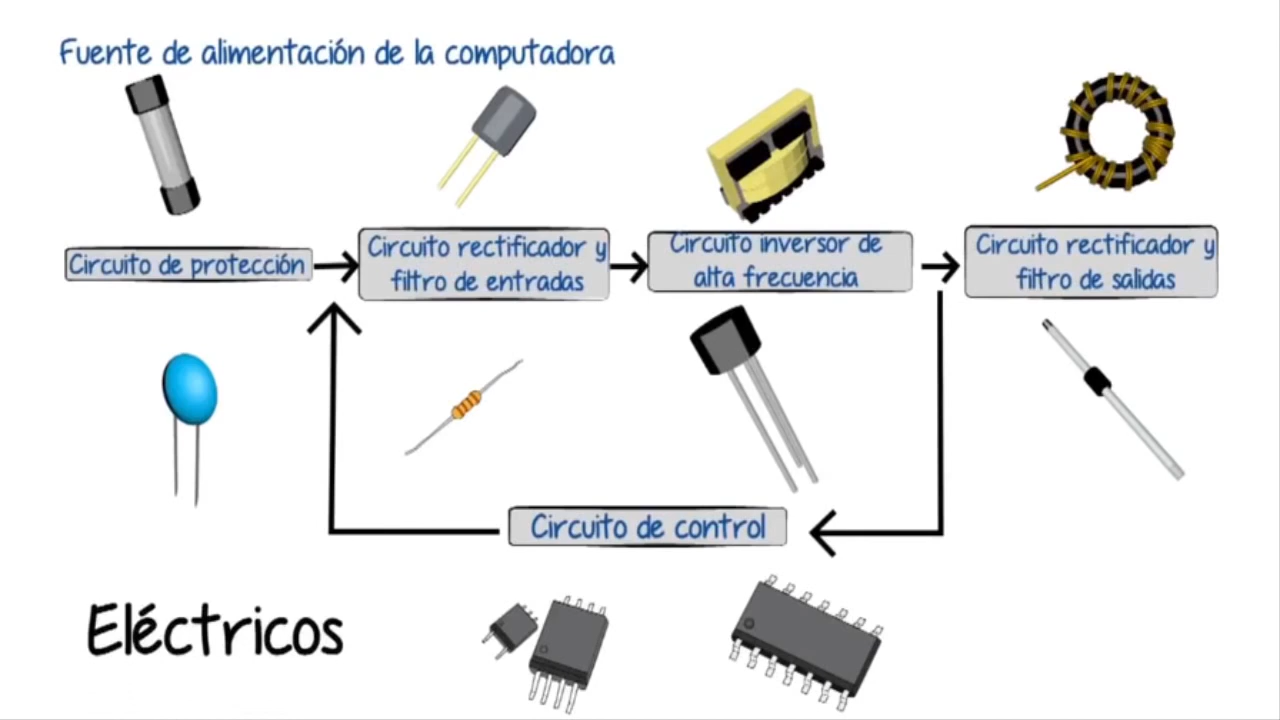 Fuente de alimentación de la computadora
Circuito de protección
Circuito rectificador y
filtro de entradas
Circuito inversor de
alta frecuencia
Circuito rectificador y
filtro de salidas
Circuito de control
Eléctricos